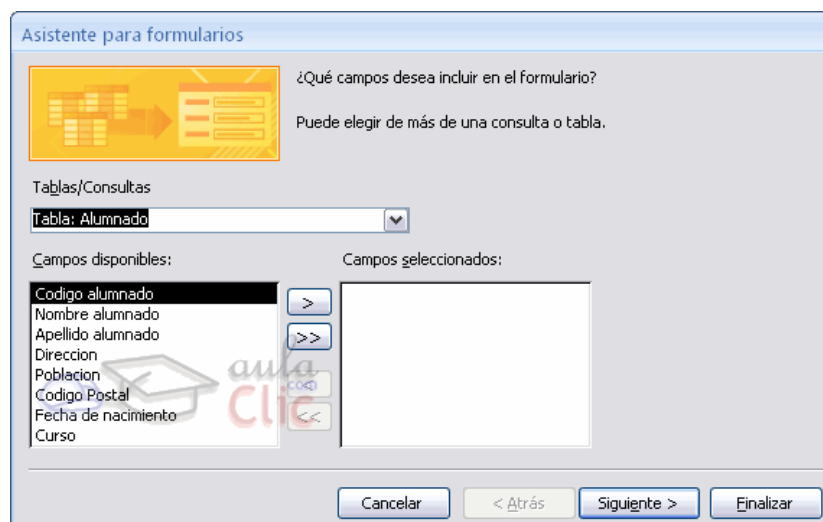 Asistente para formularios
¿Qué campos desea incluir en el formulario?
Puede elegir de más de una consulta o tabla.
Tablas/Consultas
Tabla: Alumnado
Campos disponibles:
Campos seleccionados:
Codigo alumnado
Nombre alumnado
Apellido alumnado
Direccion
Poblacion
Codigo Postal
Fecha de nacimiento
Curso
>
>>
<
<<
aula
Clic
Cancelar
< Atrás
Siguiente >
Finalizar